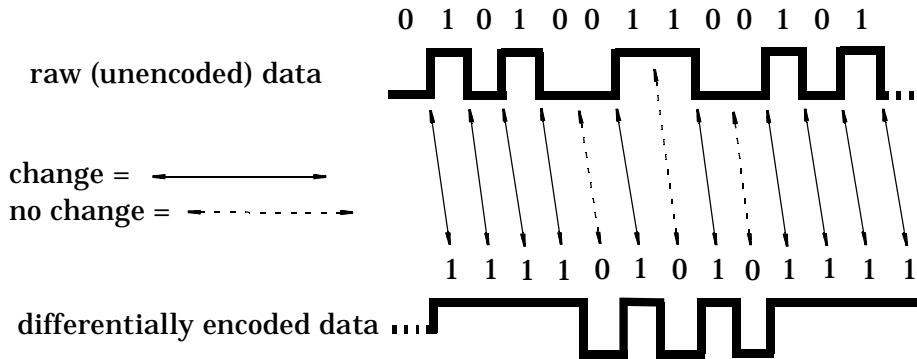 0 1 0 1 0 0 1 1 0 0 1 0 1
raw (unencoded) data
change =
no change =
1 1 1 1 0 1 0 1 0 1 1 1 1
differentially encoded data